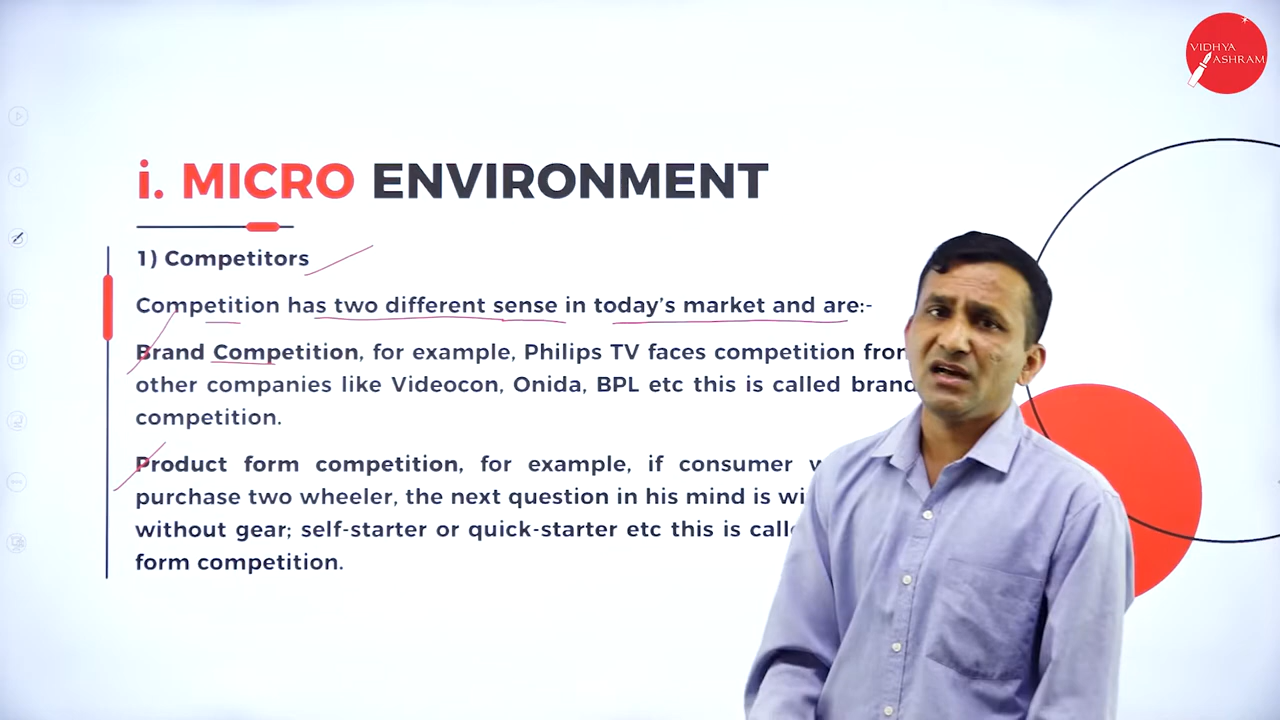 VIDHYA
ASHRAM
i. MICRO ENVIRONMENT
1) Competitors
Competition has two different sense in today's market and are:-
Brand Competition, for example, Philips TV faces competition
other companies like Videocon, Onida, BPL etc this is called brand
competition.
Product form competition, for example, if consumer
purchase two wheeler, the next question in his mind is
without gear; self-starter or quick-starter etc this is
form competition.